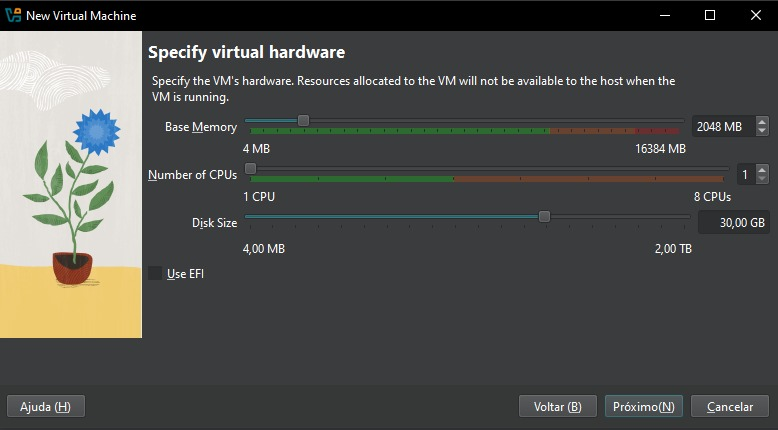 New Virtual Machine
Specify virtual hardware
Specify the VM's hardware. Resources allocated to the VM will not be available to the host when the
VM is running.
Base Memory
2048 MB
4 MB
16384 MB
Number of CPUs
1
1 CPU
8 CPUs
Disk Size
30,00 GB
4,00 MB
2,00 TB
Use EFI
Ajuda (H)
Voltar (B)
Próximo(N)
Cancelar